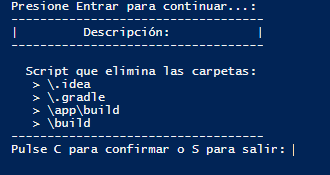 Presione Entrar para continuar...:
-----------------------------------
|         Descripción:            |
-----------------------------------
Script que elimina las carpetas:
> \.idea
> \.gradle
> \app\build
> \build
-----------------------------------
Pulse C para confirmar o S para salir: